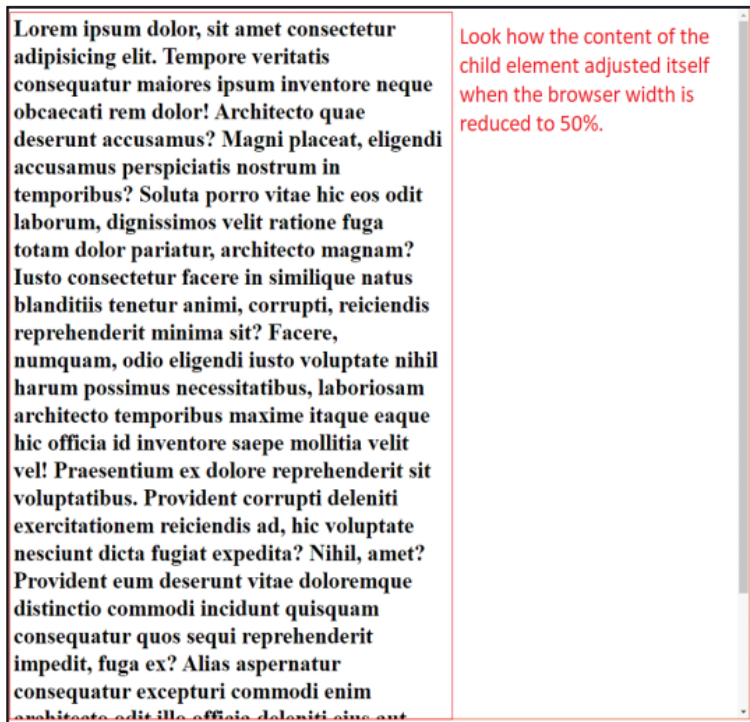 Lorem ipsum dolor, sit amet consectetur
adipisicing elit. Tempore veritatis
consequatur maiores ipsum inventore neque
obcaecati rem dolor! Architecto quae
deserunt accusamus? Magni placeat, eligendi
accusamus perspiciatis nostrum in
temporibus? Soluta porro vitae hic eos odit
laborum, dignissimos velit ratione fuga
totam dolor pariatur, architecto magnam?
Iusto consectetur facere in similique natus
blanditiis tenetur animi, corrupti, reiciendis
reprehenderit minima sit? Facere,
numquam, odio eligendi iusto voluptate nihil
harum possimus necessitatibus, laboriosam
architecto temporibus maxime itaque eaque
hic officia id inventore saepe mollitia velit
vel! Praesentium ex dolore reprehenderit sit
voluptatibus. Provident corrupti deleniti
exercitationem reiciendis ad, hic voluptate
nesciunt dicta fugiat expedita? Nihil, amet?
Provident eum deserunt vitae doloremque
distinctio commodi incidunt quisquam
consequatur quos sequi reprehenderit
impedit, fuga ex? Alias aspernatur
consequatur excepturi commodi enim
architecto odit illo officia deleniti eius aut
Look how the content of the
child element adjusted itself
when the browser width is
reduced to 50%.